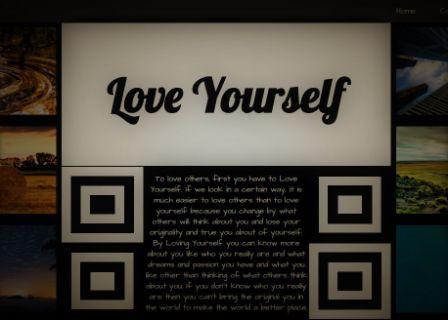 Home
Love Yourself
To love others, first you have to Love
Yourself, if we look in a certain way, it is
much easier to love others than to love
yourself because you change by what
others will think about you and lose your
originality and true you about of yourself.
By Loving Yourself you can know more
about you like who you really are and what
dreams and passion you have and what you
like other than thinking of what others think
about you. if you don't know who you really
are then you can't bring the original you in
the world to make the world a better place